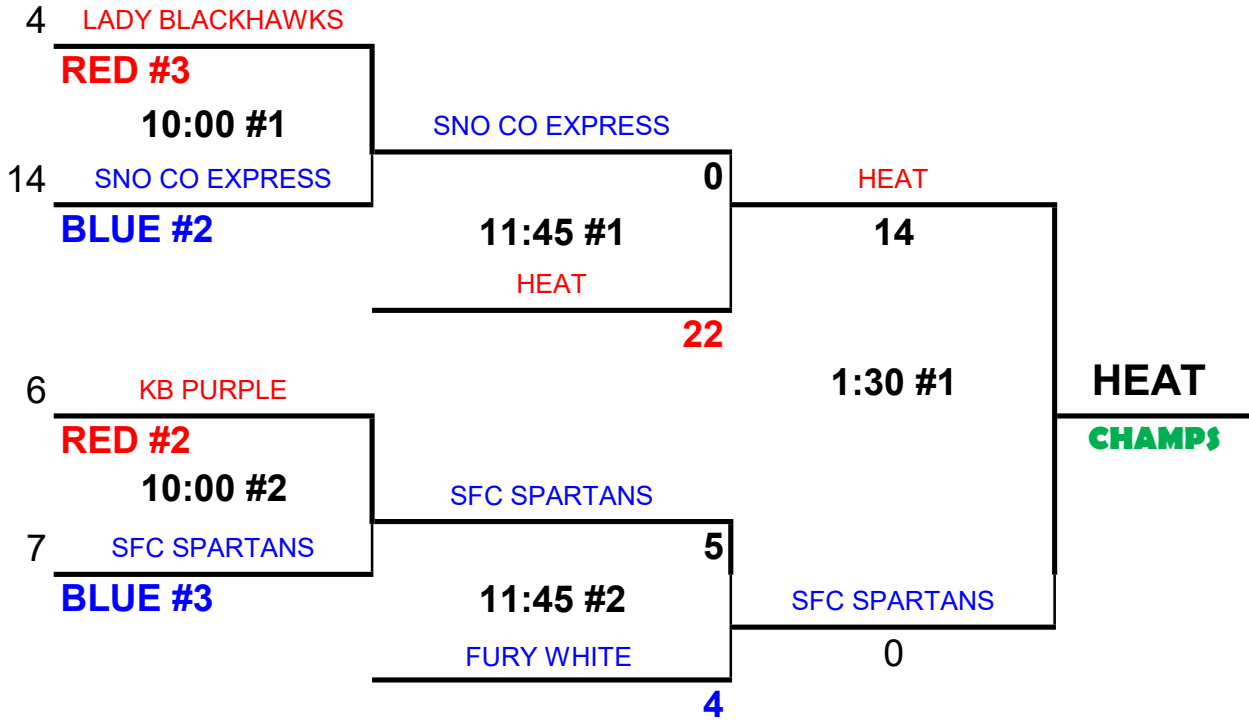 4 LADY BLACKHAWKS
RED #3
10:00 #1
14 SNO CO EXPRESS
BLUE #2
SNO CO EXPRESS
0
11:45 #1
HEAT
22
HEAT
14
6 KB PURPLE
RED #2
10:00 #2
7 SFC SPARTANS
BLUE #3
SFC SPARTANS
5
11:45 #2
FURY WHITE
4
1:30 #1
SFC SPARTANS
0
HEAT
CHAMPS